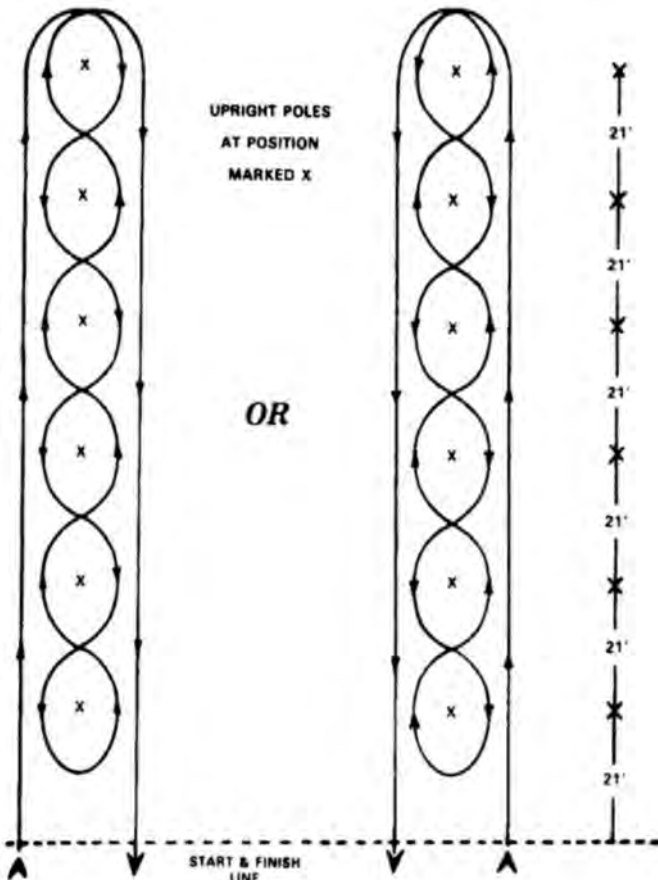 X X X
UPRIGHT POLES
AT POSITION
MARKED X
21'
X X X
21'
X X X
21'
OR
X X X
21'
X X X
21'
X X X
21'
START & FINISH
LINE